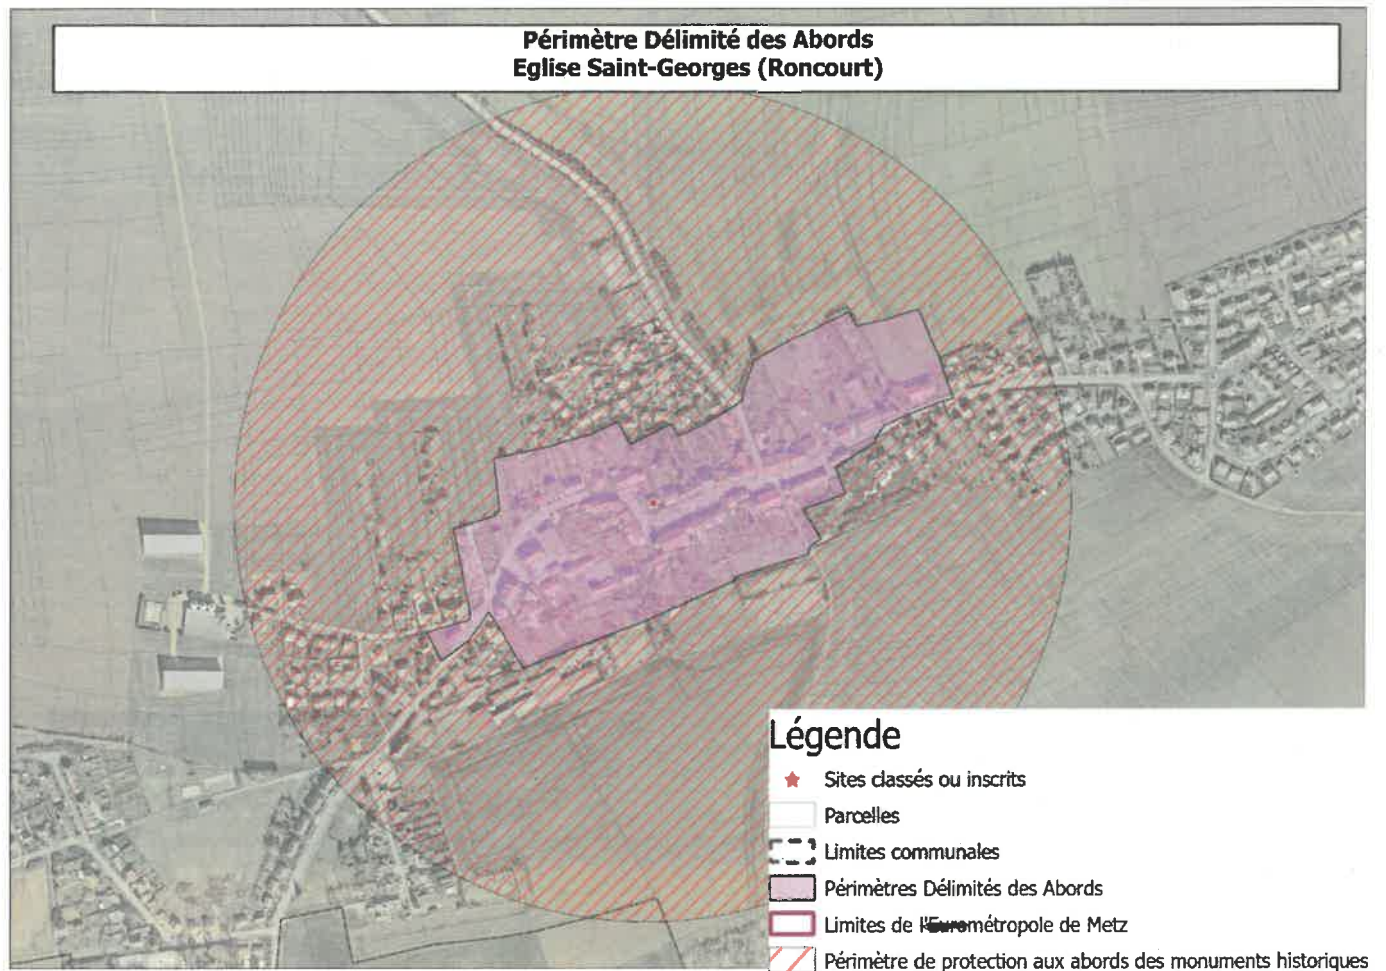 Périmètre Délimité des Abords
Eglise Saint-Georges (Roncourt)
Légende
Sites classés ou inscrits
Parcelles
Limites communales
Périmètres Délimités des Abords
Limites de l'Eurométropole de Metz
Périmètre de protection aux abords des monuments historiques